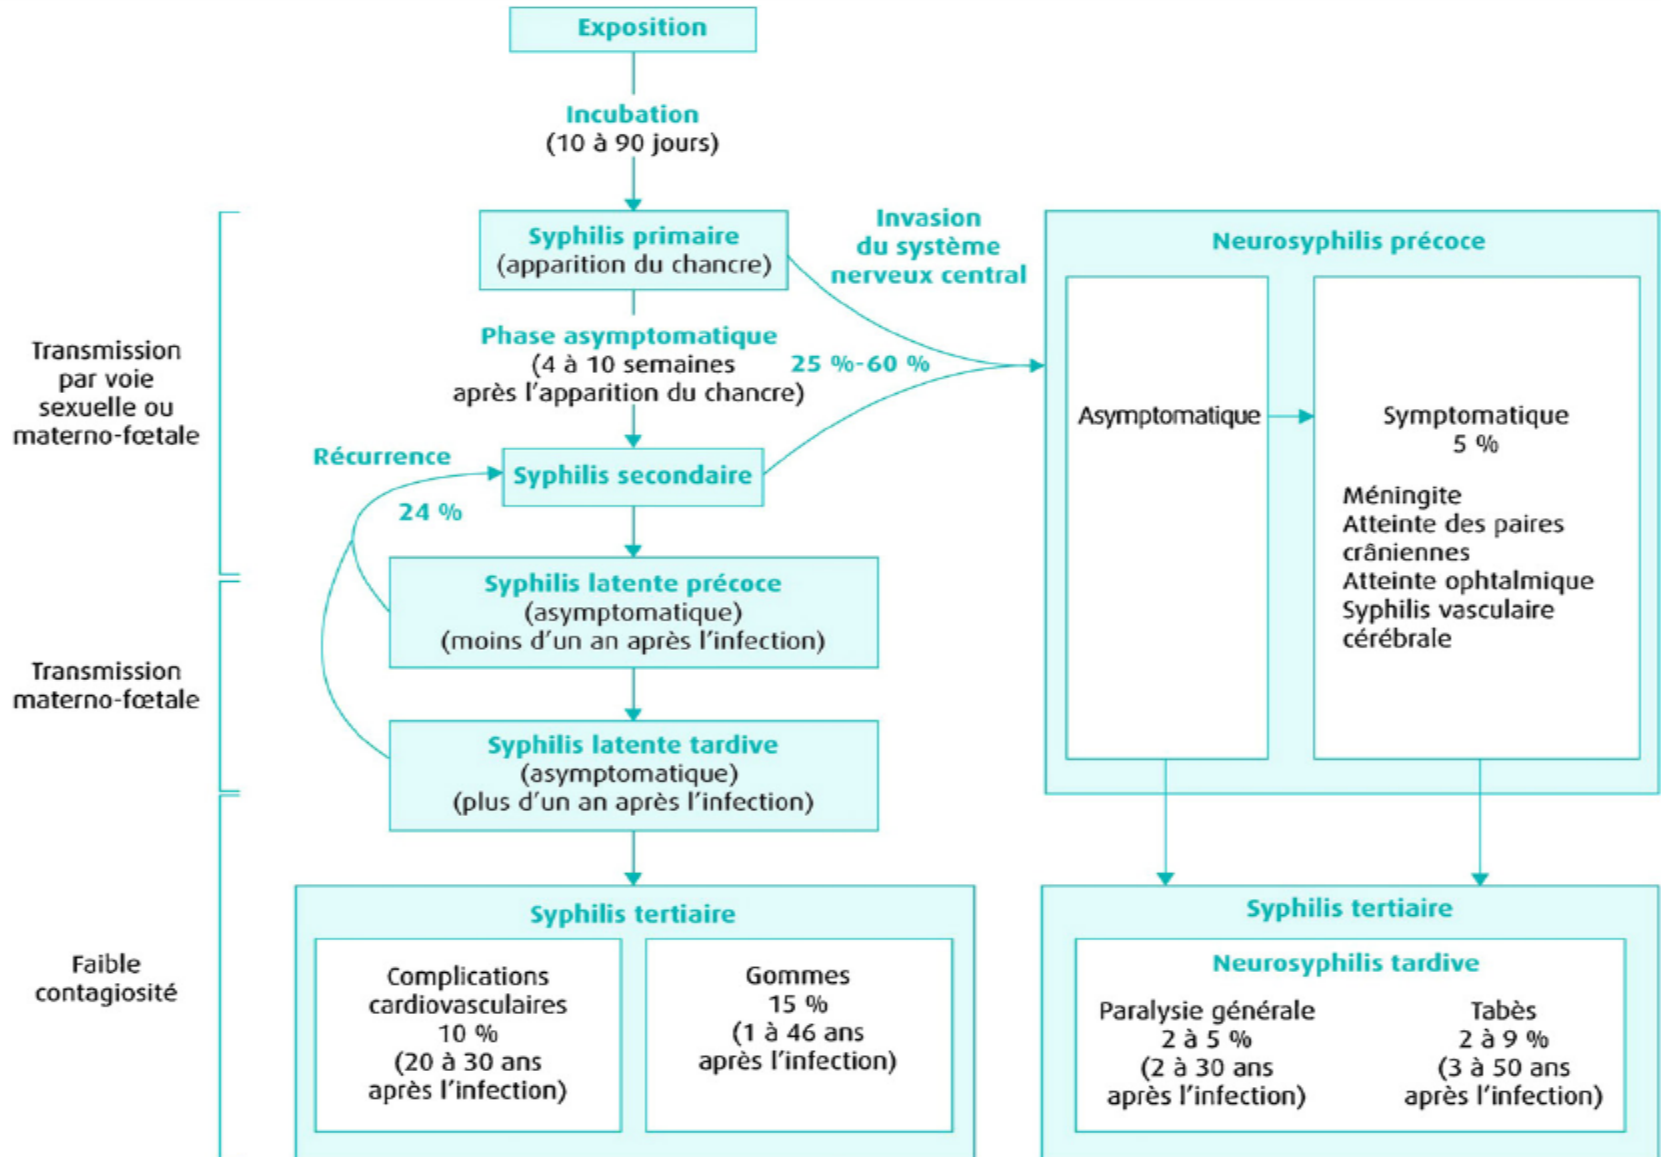 Exposition
Incubation
(10 à 90 jours)
Syphilis primaire
(apparition du chancre)
Invasion
du système
nerveux central
Phase asymptomatique
(4 à 10 semaines
après l'apparition du chancre)
25 %-60 %
Transmission
par voie
sexuelle ou
materno-fœtale
Récurrence
24 %
Syphilis secondaire
Syphilis latente précoce
(asymptomatique)
(moins d'un an après l'infection)
Transmission
materno-fœtale
Syphilis latente tardive
(asymptomatique)
(plus d'un an après l'infection)
Neurosyphilis précoce
Asymptomatique
Symptomatique
5 %
Méningite
Atteinte des paires
crâniennes
Atteinte ophtalmique
Syphilis vasculaire
cérébrale
Faible
contagiosité
Syphilis tertiaire
Complications
cardiovasculaires
10 %
(20 à 30 ans
après l'infection)
Gommes
15 %
(1 à 46 ans
après l'infection)
Syphilis tertiaire
Neurosyphilis tardive
Paralysie générale
2 à 5 %
(2 à 30 ans
après l'infection)
Tabès
2 à 9 %
(3 à 50 ans
après l'infection)